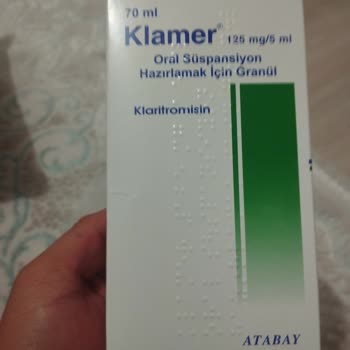 70 ml
Klamer® 125 mg/5 ml
Oral Süspansiyon
Hazırlamak İçin Granül
Klaritromisin
ATABAY